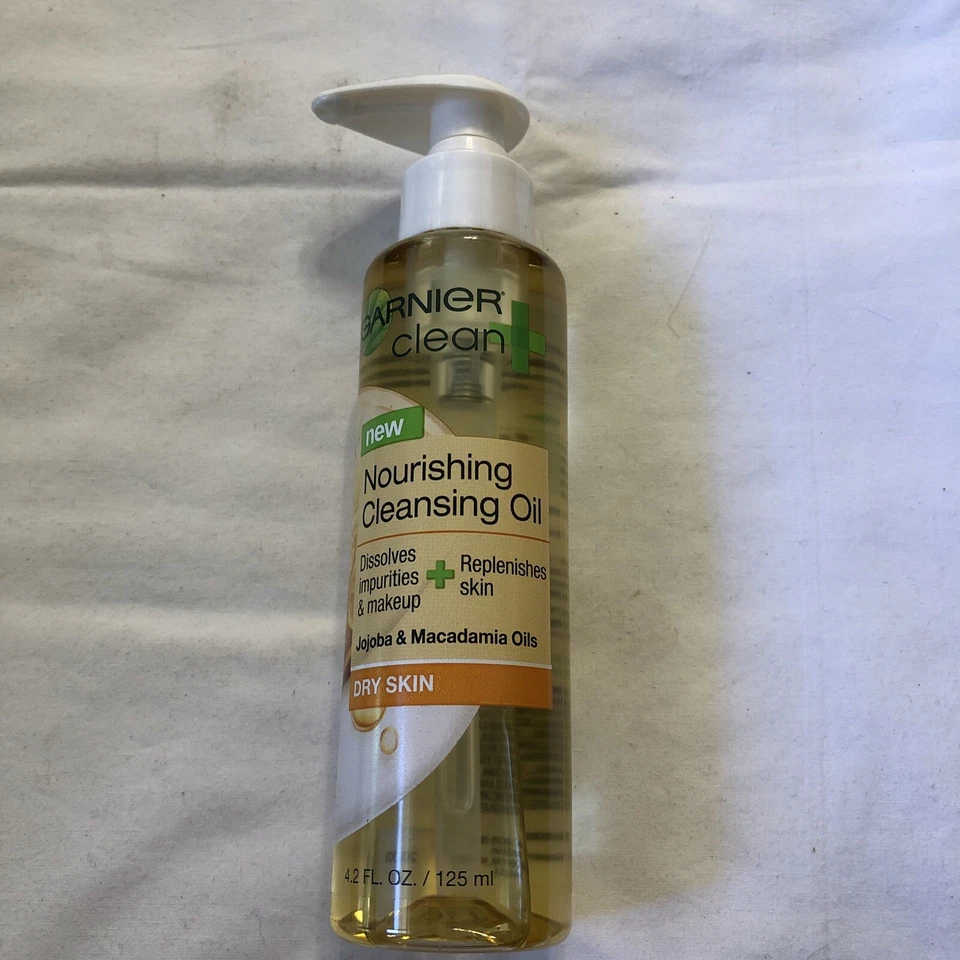 GARNIER®
clean+
new
Nourishing
Cleansing Oil
Dissolves
impurities
& makeup
+
Replenishes
skin
Jojoba & Macadamia Oils
DRY SKIN
4.2 FL. OZ. / 125 ml